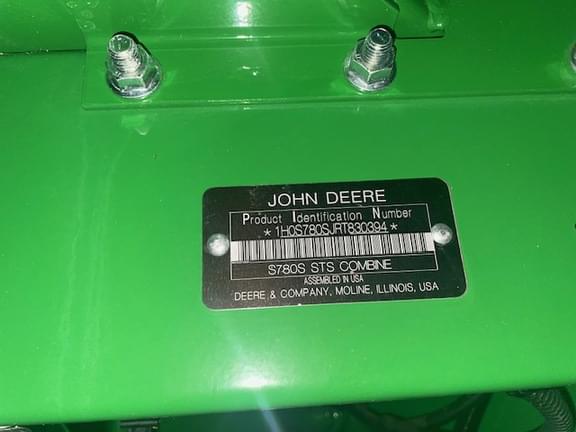 JOHN DEERE
Product Identification Number
*1H0S780SJRT830394*
S780S STS COMBINE
ASSEMBLED IN USA
DEERE & COMPANY, MOLINE, ILLINOIS, USA